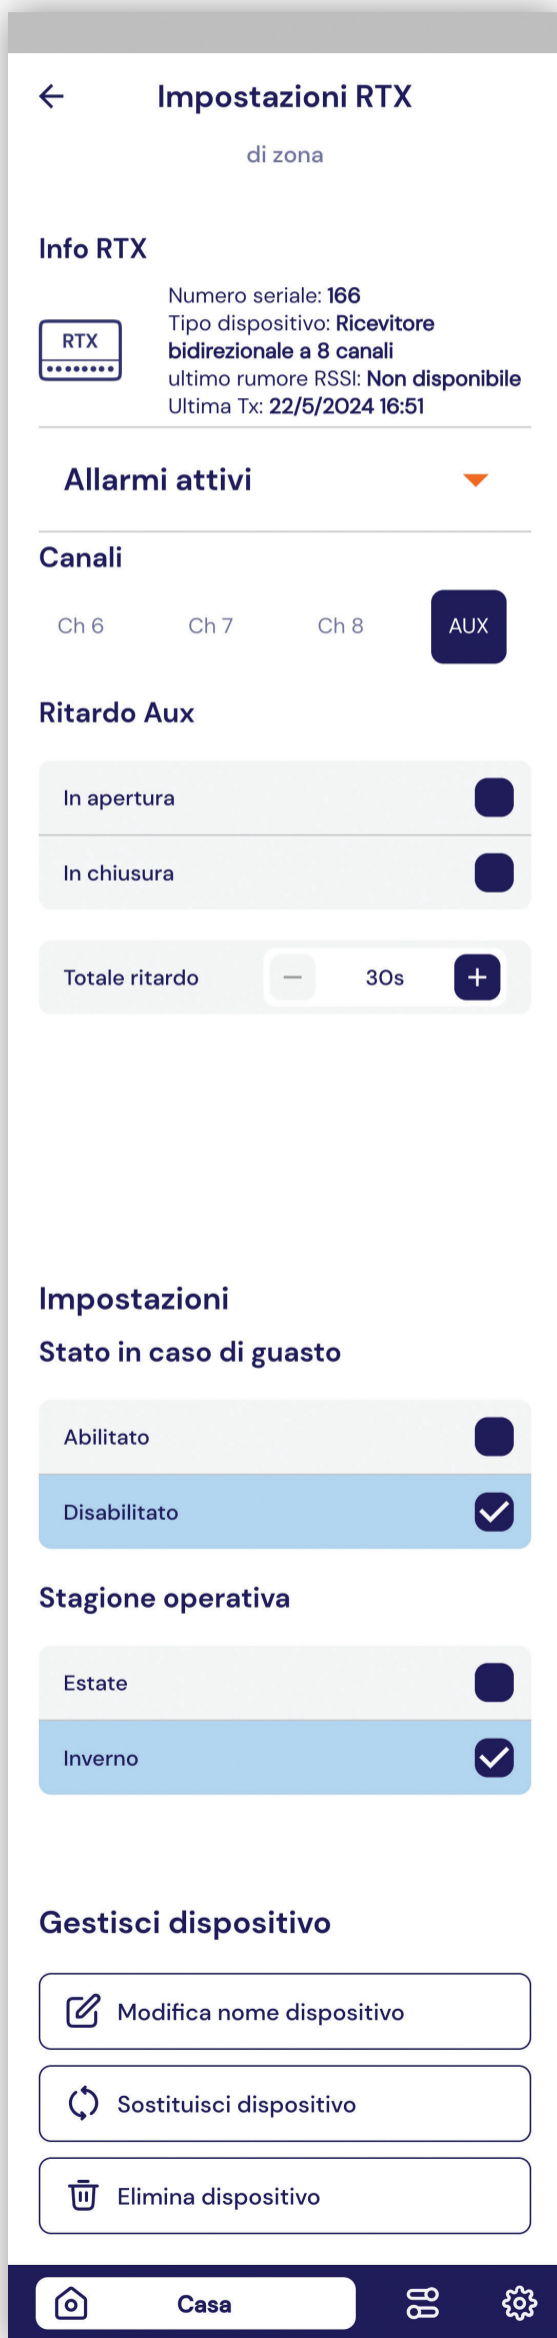 Impostazioni RTX
di zona
Info RTX
RTX
Numero seriale: 166
Tipo dispositivo: Ricevitore
bidirezionale a 8 canali
ultimo rumore RSSI: Non disponibile
Ultima Tx: 22/5/2024 16:51
Allarmi attivi
Canali
Ch 6 Ch 7 Ch 8 AUX
Ritardo Aux
In apertura
In chiusura
Totale ritardo − 30s +
Impostazioni
Stato in caso di guasto
Abilitato
Disabilitato
Stagione operativa
Estate
Inverno
Gestisci dispositivo
Modifica nome dispositivo
Sostituisci dispositivo
Elimina dispositivo
Casa